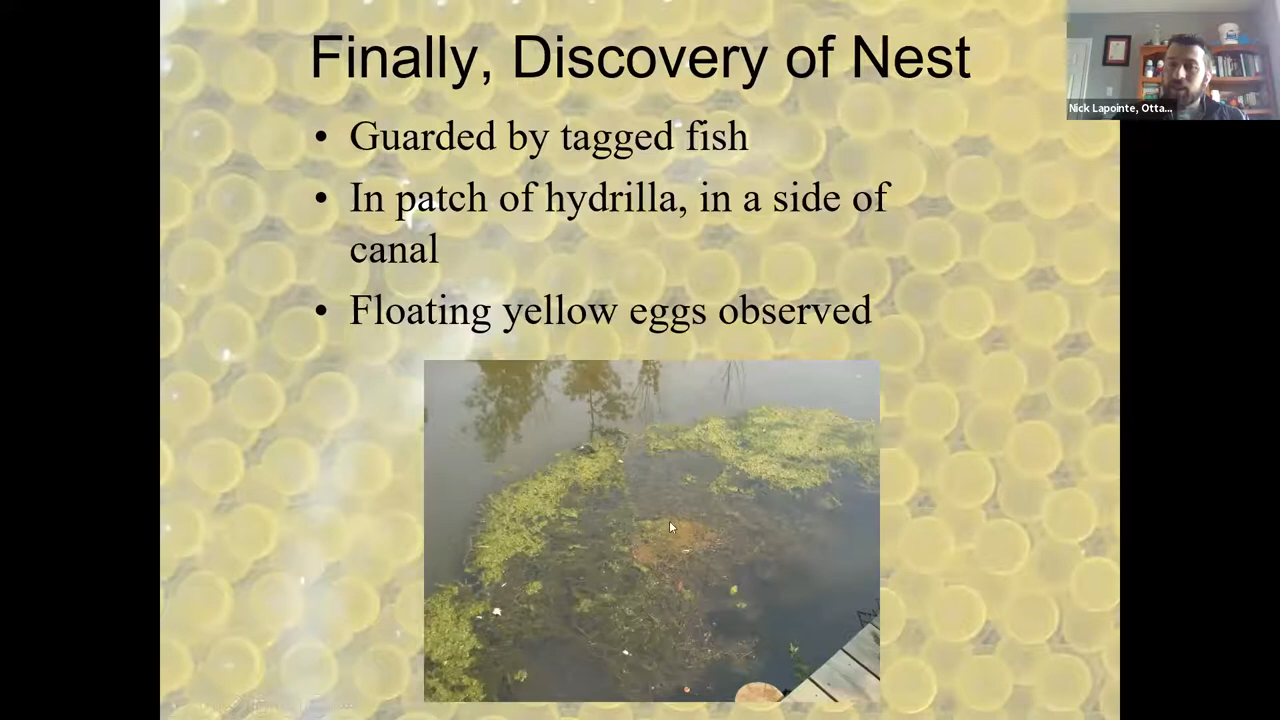 Finally, Discovery of Nest
Nick Lapointe, Otta...
• Guarded by tagged fish
• In patch of hydrilla, in a side of
canal
• Floating yellow eggs observed